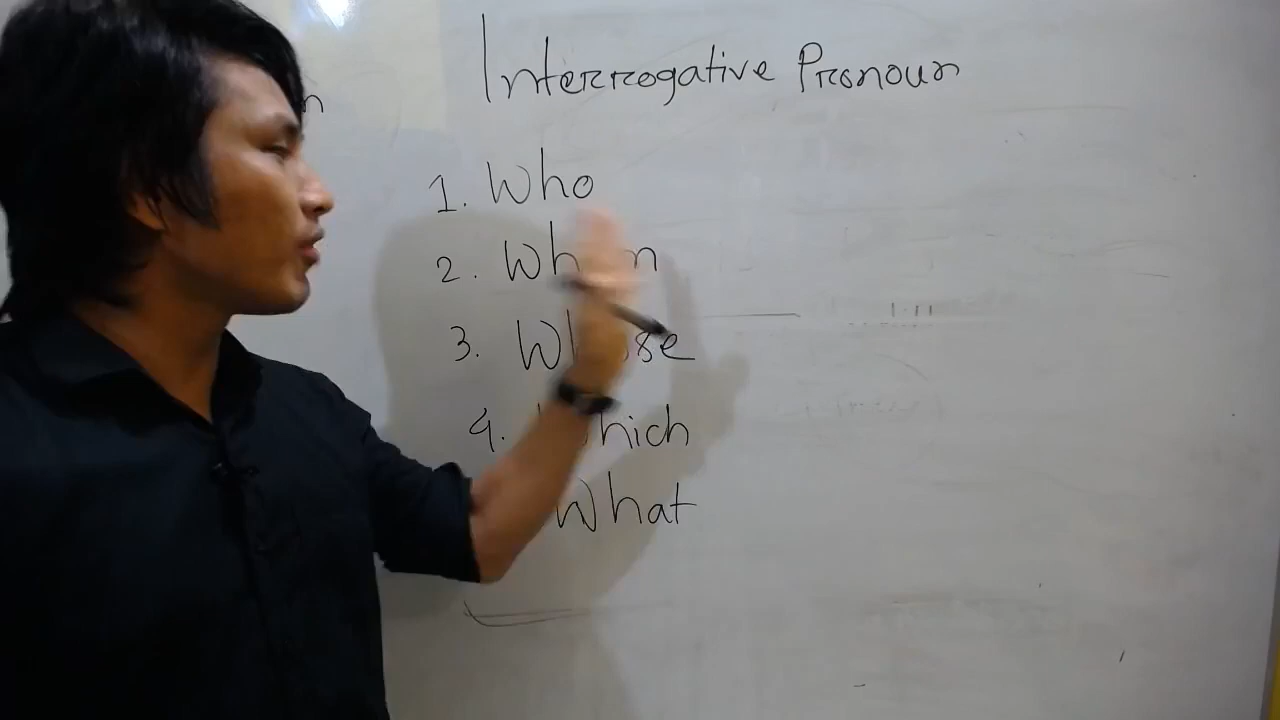 Interrogative Pronoun
1. Who
2. Whom
3. Whose
4. Which
What